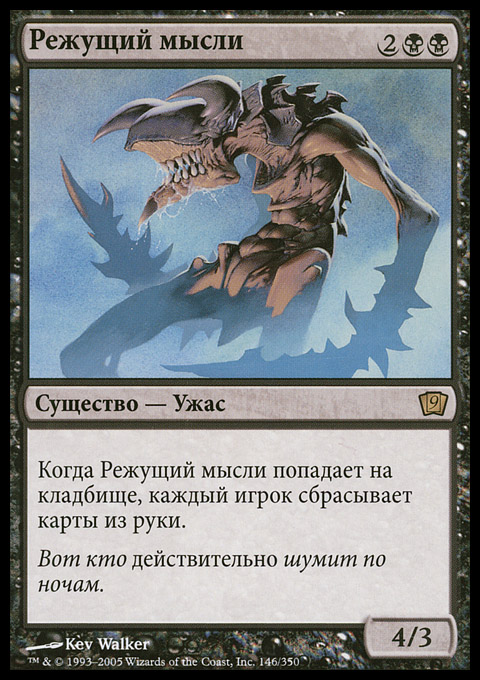 Режущий мысли 2
Существо — Ужас 9
Когда Режущий мысли попадает на
кладбище, каждый игрок сбрасывает
карты из руки.
Вот кто действительно шумит по
ночам.
4/3
Kev Walker
™ & © 1993–2005 Wizards of the Coast, Inc. 146/350